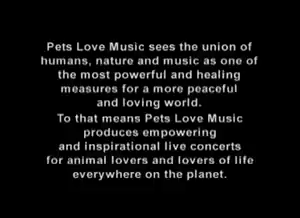 Pets Love Music sees the union of
humans, nature and music as one of
the most powerful and healing
measures for a more peaceful
and loving world.
To that means Pets Love Music
produces empowering
and inspirational live concerts
for animal lovers and lovers of life
everywhere on the planet.